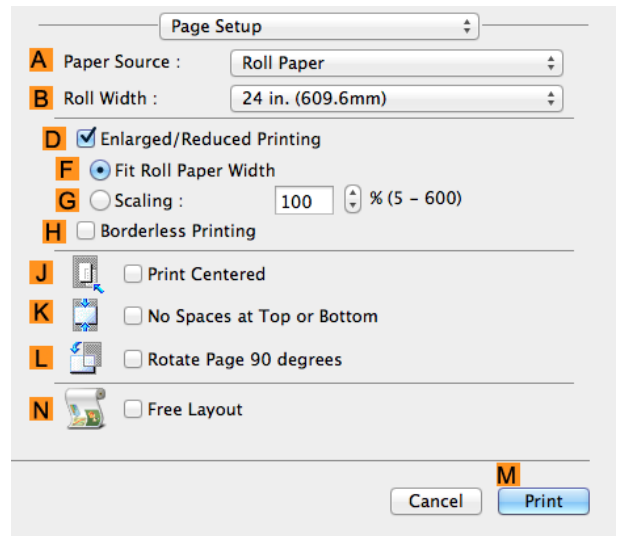 Page Setup
A Paper Source : Roll Paper
B Roll Width : 24 in. (609.6mm)
D Enlarged/Reduced Printing
F Fit Roll Paper Width
G Scaling : 100 % (5 – 600)
H Borderless Printing
J Print Centered
K No Spaces at Top or Bottom
L Rotate Page 90 degrees
N Free Layout
M
Cancel Print